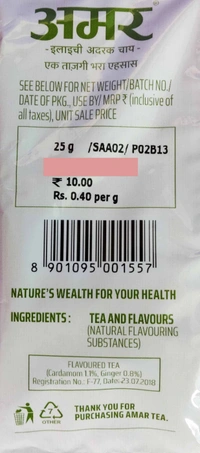 अमर
- इलाइची अदरक चाय -
एक ताजगी भरा एहसास
SEE BELOW FOR NET WEIGHT/BATCH NO./
DATE OF PKG., USE BY/ MRP ₹ (inclusive of
all taxes), UNIT SALE PRICE
25 g /SAA02/ P02B13
₹ 10.00
Rs. 0.40 per g
8 901095 001557
NATURE'S WEALTH FOR YOUR HEALTH
INGREDIENTS : TEA AND FLAVOURS
(NATURAL FLAVOURING
SUBSTANCES)
FLAVOURED TEA
(Cardamom 1.1%, Ginger 0.8%)
Registration No.: F-77, Date:23.07.2018
7
OTHER
THANK YOU FOR
PURCHASING AMAR TEA.